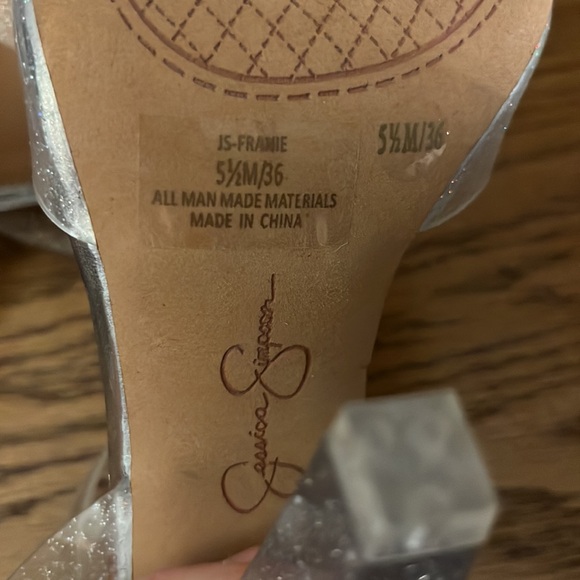 JS-FRANIE
5½M/36
ALL MAN MADE MATERIALS
MADE IN CHINA
5½M/36
Jessica Simpson